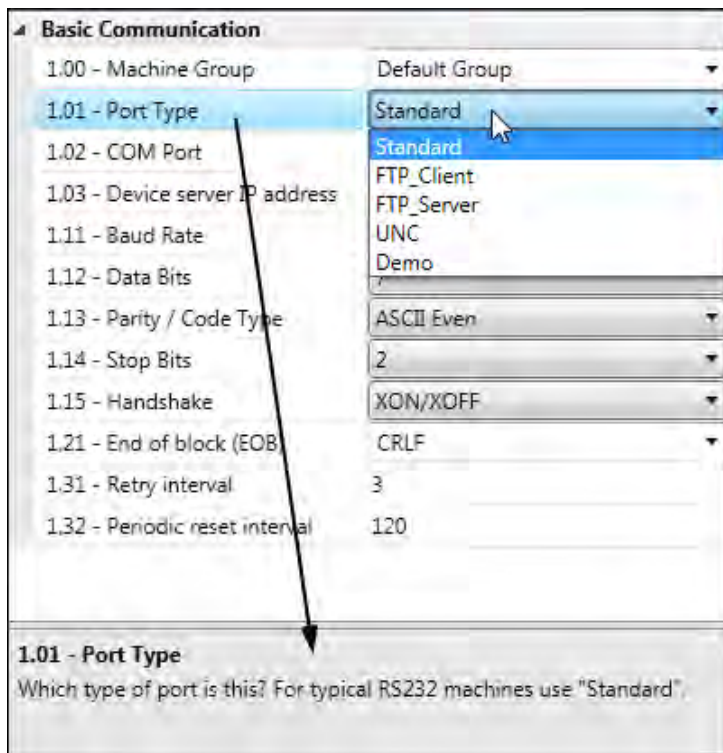 Basic Communication
1.00 - Machine Group Default Group
1.01 - Port Type Standard
Standard
1.02 - COM Port
FTP_Client
1.03 - Device server IP address FTP_Server
1.11 - Baud Rate UNC
Demo
1.12 - Data Bits
1.13 - Parity / Code Type ASCII Even
1.14 - Stop Bits 2
1.15 - Handshake XON/XOFF
1.21 - End of block (EOB) CRLF
1.31 - Retry interval 3
1.32 - Periodic reset interval 120
1.01 - Port Type
Which type of port is this? For typical RS232 machines use "Standard".